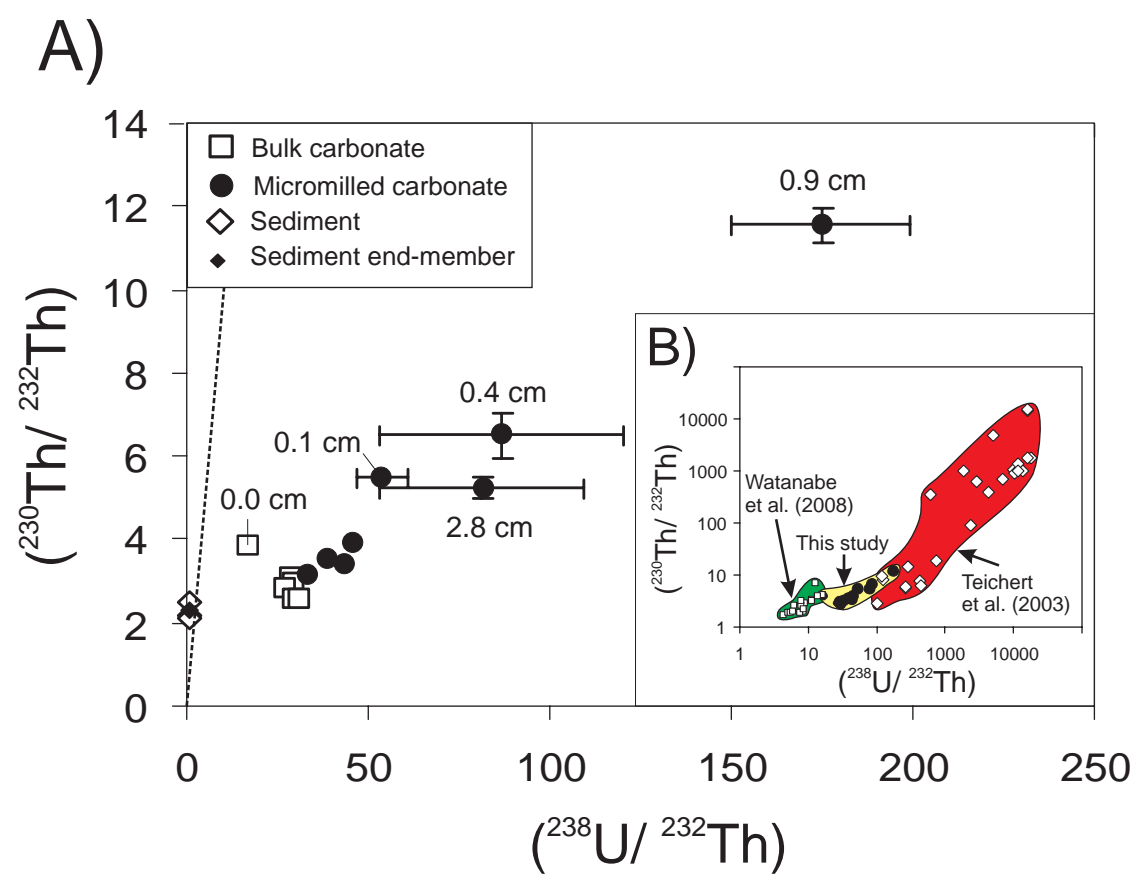 A)
14
12
10
8
6
4
2
0
(²³⁰Th/ ²³²Th)
Bulk carbonate
Micromilled carbonate
Sediment
Sediment end-member
0.9 cm
0.4 cm
0.1 cm
2.8 cm
0.0 cm
0
50
100
150
200
250
(²³⁸U/ ²³²Th)
B)
10000
1000
100
10
1
(²³⁰Th/ ²³²Th)
Watanabe
et al. (2008)
This study
Teichert
et al. (2003)
1
10
100
1000
10000
(²³⁸U/ ²³²Th)